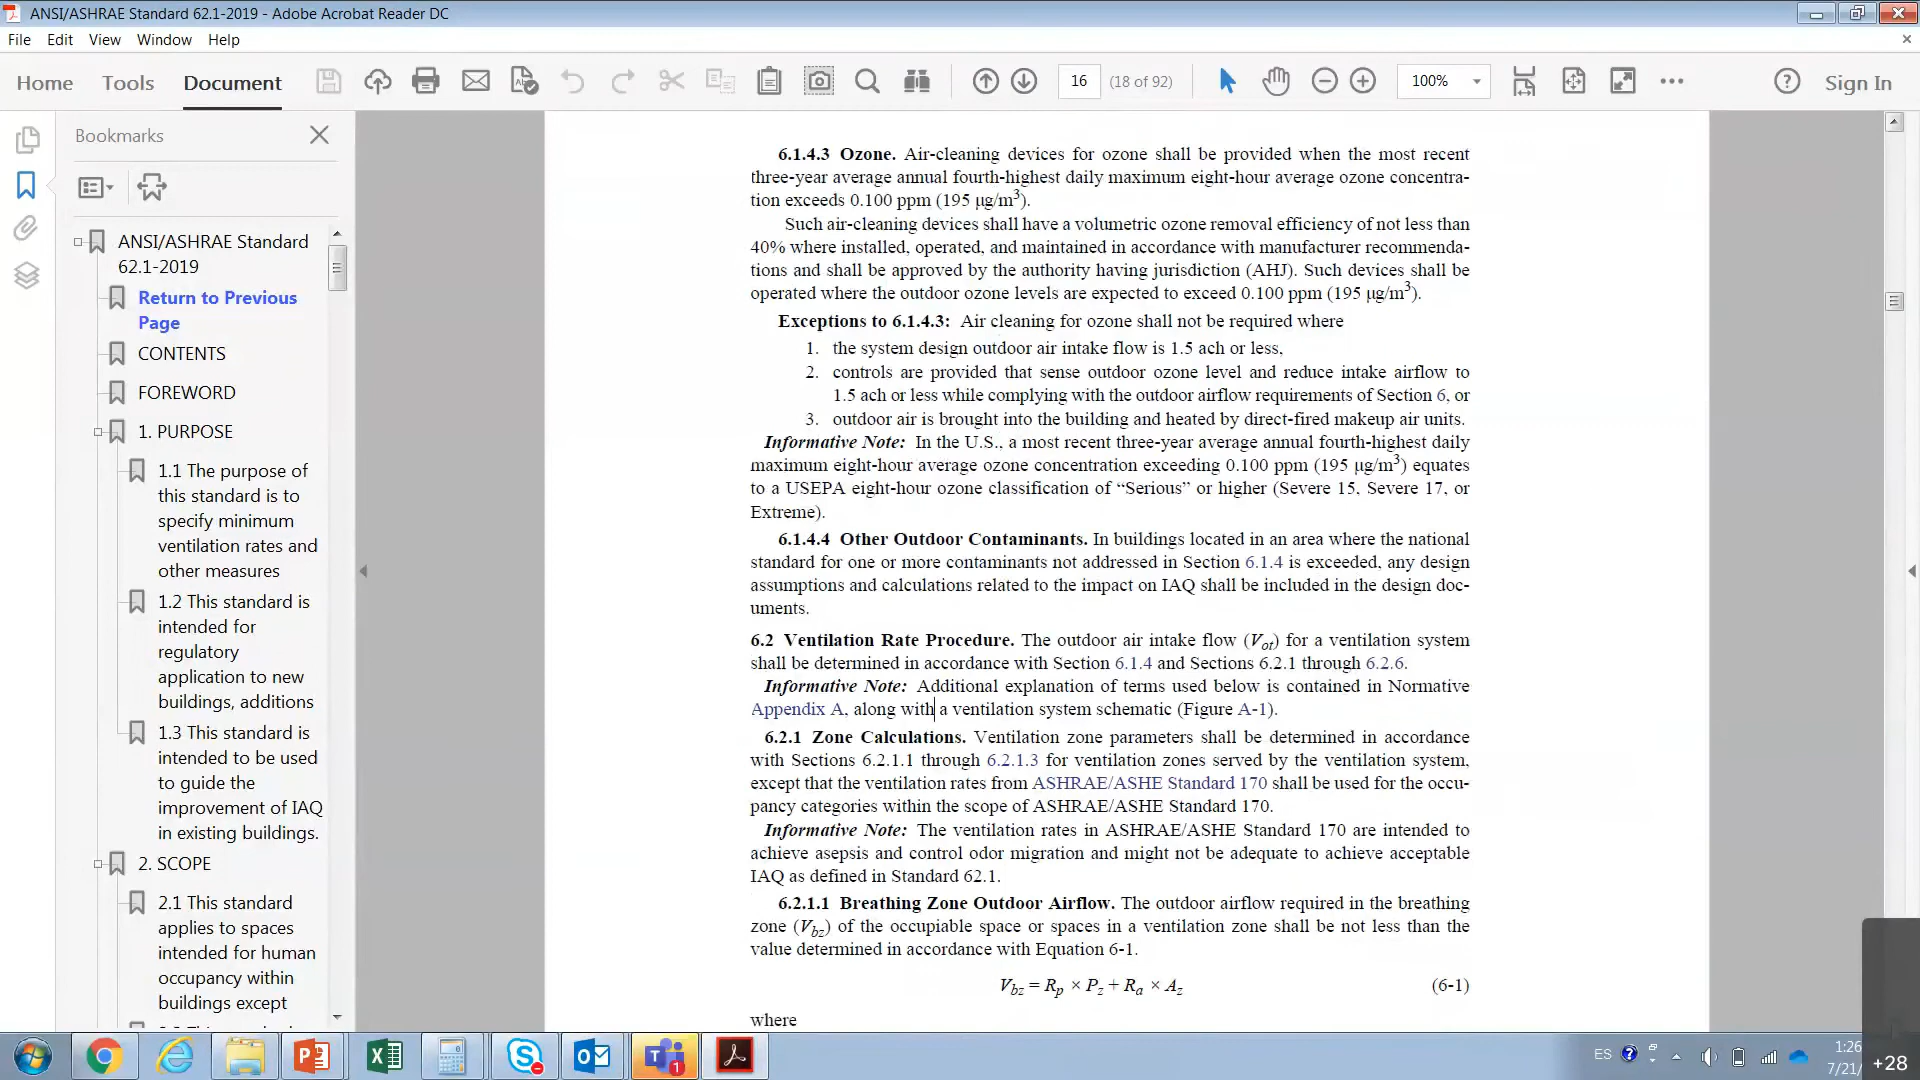 ANSI/ASHRAE Standard 62.1-2019 - Adobe Acrobat Reader DC
File Edit View Window Help
Home Tools Document 16 (18 of 92) 100% Sign In
Bookmarks
ANSI/ASHRAE Standard
62.1-2019
Return to Previous
Page
CONTENTS
FOREWORD
1. PURPOSE
1.1 The purpose of
this standard is to
specify minimum
ventilation rates and
other measures
1.2 This standard is
intended for
regulatory
application to new
buildings, additions
1.3 This standard is
intended to be used
to guide the
improvement of IAQ
in existing buildings.
2. SCOPE
2.1 This standard
applies to spaces
intended for human
occupancy within
buildings except
6.1.4.3 Ozone. Air-cleaning devices for ozone shall be provided when the most recent
three-year average annual fourth-highest daily maximum eight-hour average ozone concentra-
tion exceeds 0.100 ppm (195 μg/m³).
Such air-cleaning devices shall have a volumetric ozone removal efficiency of not less than
40% where installed, operated, and maintained in accordance with manufacturer recommenda-
tions and shall be approved by the authority having jurisdiction (AHJ). Such devices shall be
operated where the outdoor ozone levels are expected to exceed 0.100 ppm (195 μg/m³).
Exceptions to 6.1.4.3: Air cleaning for ozone shall not be required where
1. the system design outdoor air intake flow is 1.5 ach or less,
2. controls are provided that sense outdoor ozone level and reduce intake airflow to
1.5 ach or less while complying with the outdoor airflow requirements of Section 6, or
3. outdoor air is brought into the building and heated by direct-fired makeup air units.
Informative Note: In the U.S., a most recent three-year average annual fourth-highest daily
maximum eight-hour average ozone concentration exceeding 0.100 ppm (195 μg/m³) equates
to a USEPA eight-hour ozone classification of “Serious” or higher (Severe 15, Severe 17, or
Extreme).
6.1.4.4 Other Outdoor Contaminants. In buildings located in an area where the national
standard for one or more contaminants not addressed in Section 6.1.4 is exceeded, any design
assumptions and calculations related to the impact on IAQ shall be included in the design doc-
uments.
6.2 Ventilation Rate Procedure. The outdoor air intake flow (Vot) for a ventilation system
shall be determined in accordance with Section 6.1.4 and Sections 6.2.1 through 6.2.6.
Informative Note: Additional explanation of terms used below is contained in Normative
Appendix A, along with a ventilation system schematic (Figure A-1).
6.2.1 Zone Calculations. Ventilation zone parameters shall be determined in accordance
with Sections 6.2.1.1 through 6.2.1.3 for ventilation zones served by the ventilation system,
except that the ventilation rates from ASHRAE/ASHE Standard 170 shall be used for the occu-
pancy categories within the scope of ASHRAE/ASHE Standard 170.
Informative Note: The ventilation rates in ASHRAE/ASHE Standard 170 are intended to
achieve asepsis and control odor migration and might not be adequate to achieve acceptable
IAQ as defined in Standard 62.1.
6.2.1.1 Breathing Zone Outdoor Airflow. The outdoor airflow required in the breathing
zone (Vbz) of the occupiable space or spaces in a ventilation zone shall be not less than the
value determined in accordance with Equation 6-1.
Vbz = Rp × Pz + Ra × Az (6-1)
where
ES 1:26
7/21/ +28